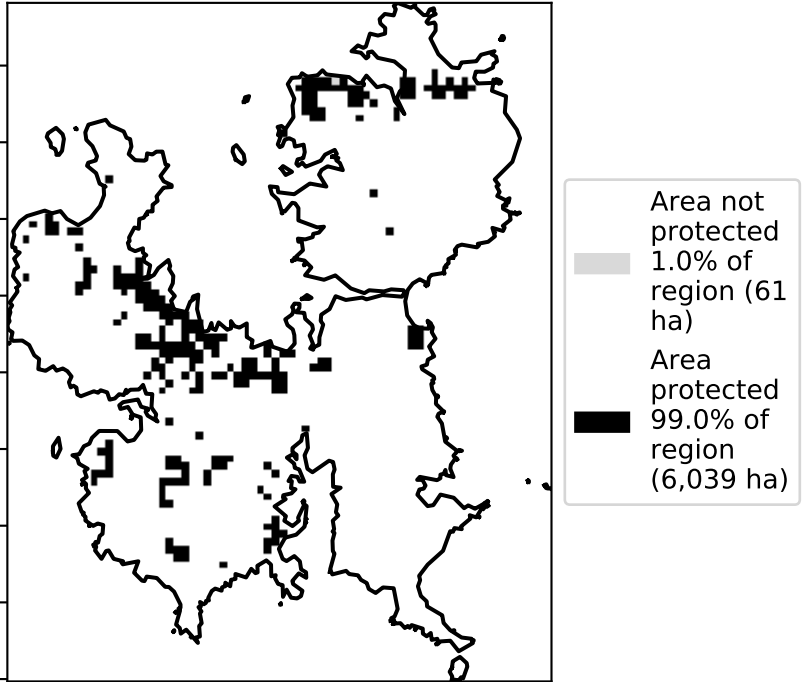 Area not
protected
1.0% of
region (61
ha)
Area
protected
99.0% of
region
(6,039 ha)